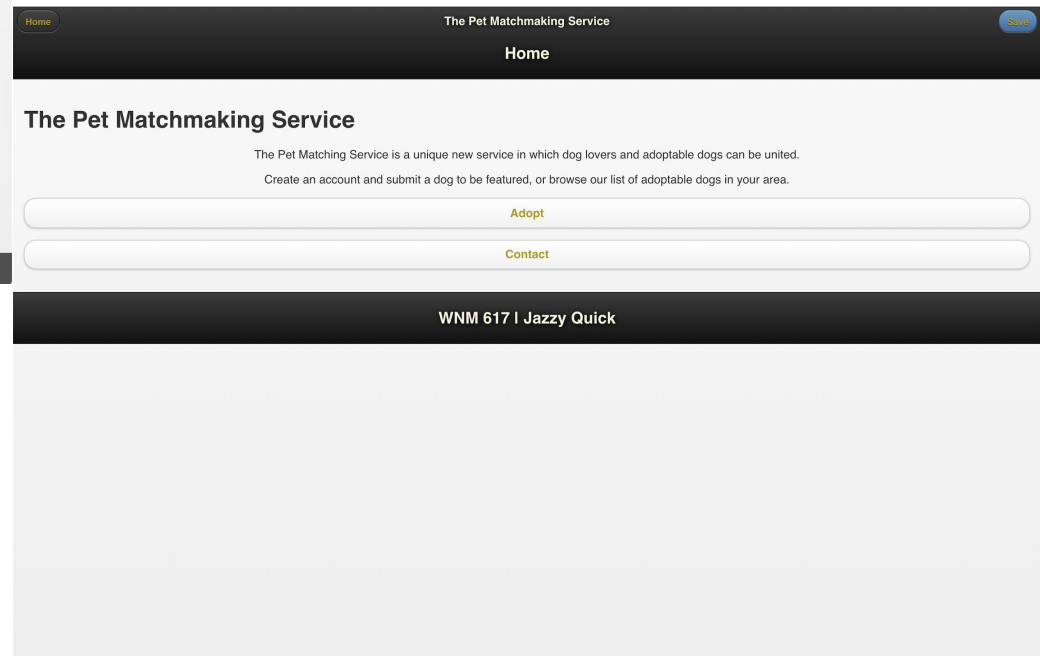 Home
The Pet Matchmaking Service
Save
Home
The Pet Matchmaking Service
The Pet Matching Service is a unique new service in which dog lovers and adoptable dogs can be united.
Create an account and submit a dog to be featured, or browse our list of adoptable dogs in your area.
Adopt
Contact
WNM 617 | Jazzy Quick